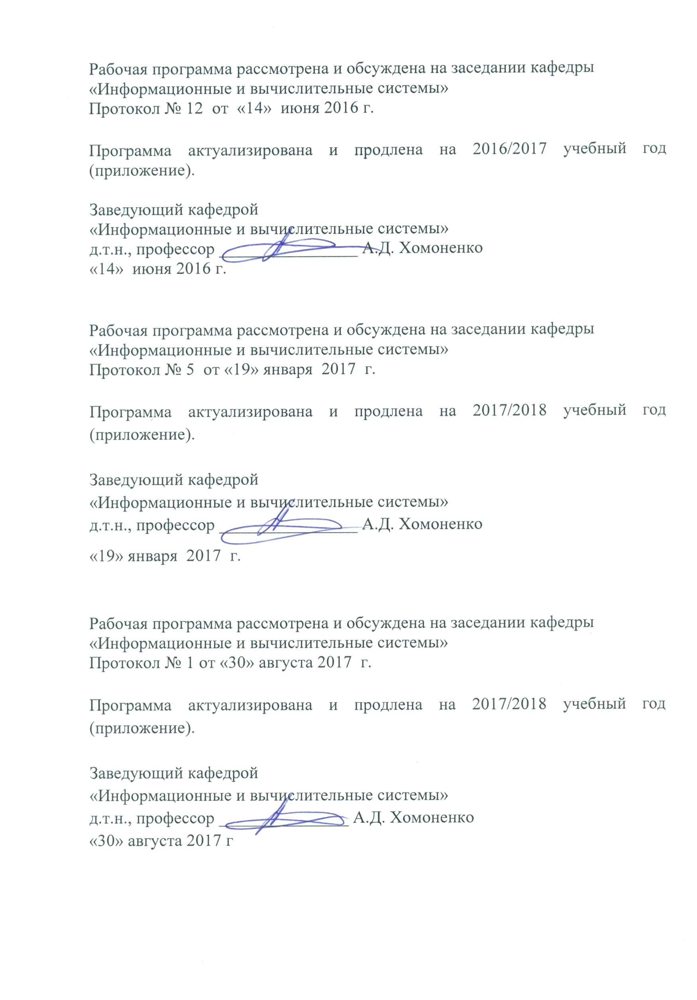 Рабочая программа рассмотрена и обсуждена на заседании кафедры
«Информационные и вычислительные системы»
Протокол № 12 от «14» июня 2016 г.
Программа актуализирована и продлена на 2016/2017 учебный год
(приложение).
Заведующий кафедрой
«Информационные и вычислительные системы»
д.т.н., профессор _________________ А.Д. Хомоненко
«14» июня 2016 г.
Рабочая программа рассмотрена и обсуждена на заседании кафедры
«Информационные и вычислительные системы»
Протокол № 5 от «19» января 2017 г.
Программа актуализирована и продлена на 2017/2018 учебный год
(приложение).
Заведующий кафедрой
«Информационные и вычислительные системы»
д.т.н., профессор _________________ А.Д. Хомоненко
«19» января 2017 г.
Рабочая программа рассмотрена и обсуждена на заседании кафедры
«Информационные и вычислительные системы»
Протокол № 1 от «30» августа 2017 г.
Программа актуализирована и продлена на 2017/2018 учебный год
(приложение).
Заведующий кафедрой
«Информационные и вычислительные системы»
д.т.н., профессор ________________ А.Д. Хомоненко
«30» августа 2017 г